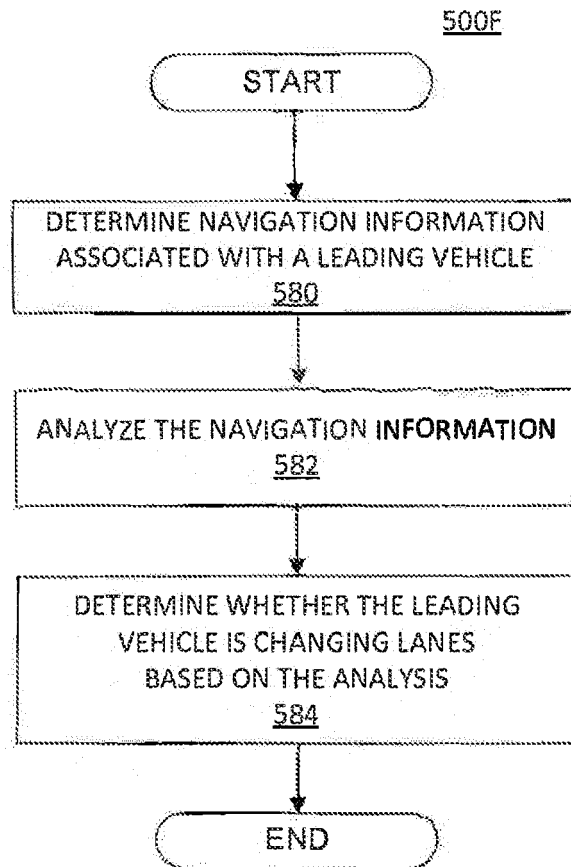 500F
START
DETERMINE NAVIGATION INFORMATION
ASSOCIATED WITH A LEADING VEHICLE
580
ANALYZE THE NAVIGATION INFORMATION
582
DETERMINE WHETHER THE LEADING
VEHICLE IS CHANGING LANES
BASED ON THE ANALYSIS
584
END